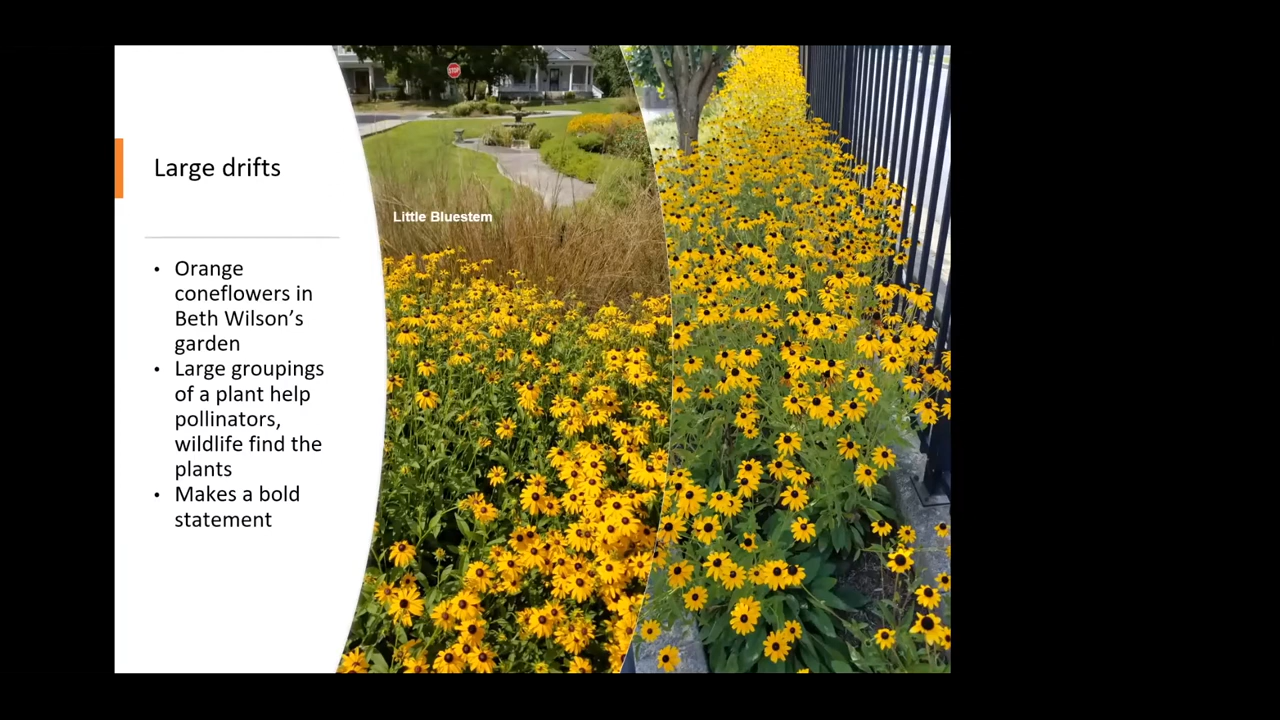 Large drifts
• Orange
coneflowers in
Beth Wilson’s
garden
• Large groupings
of a plant help
pollinators,
wildlife find the
plants
• Makes a bold
statement
STOP
Little Bluestem